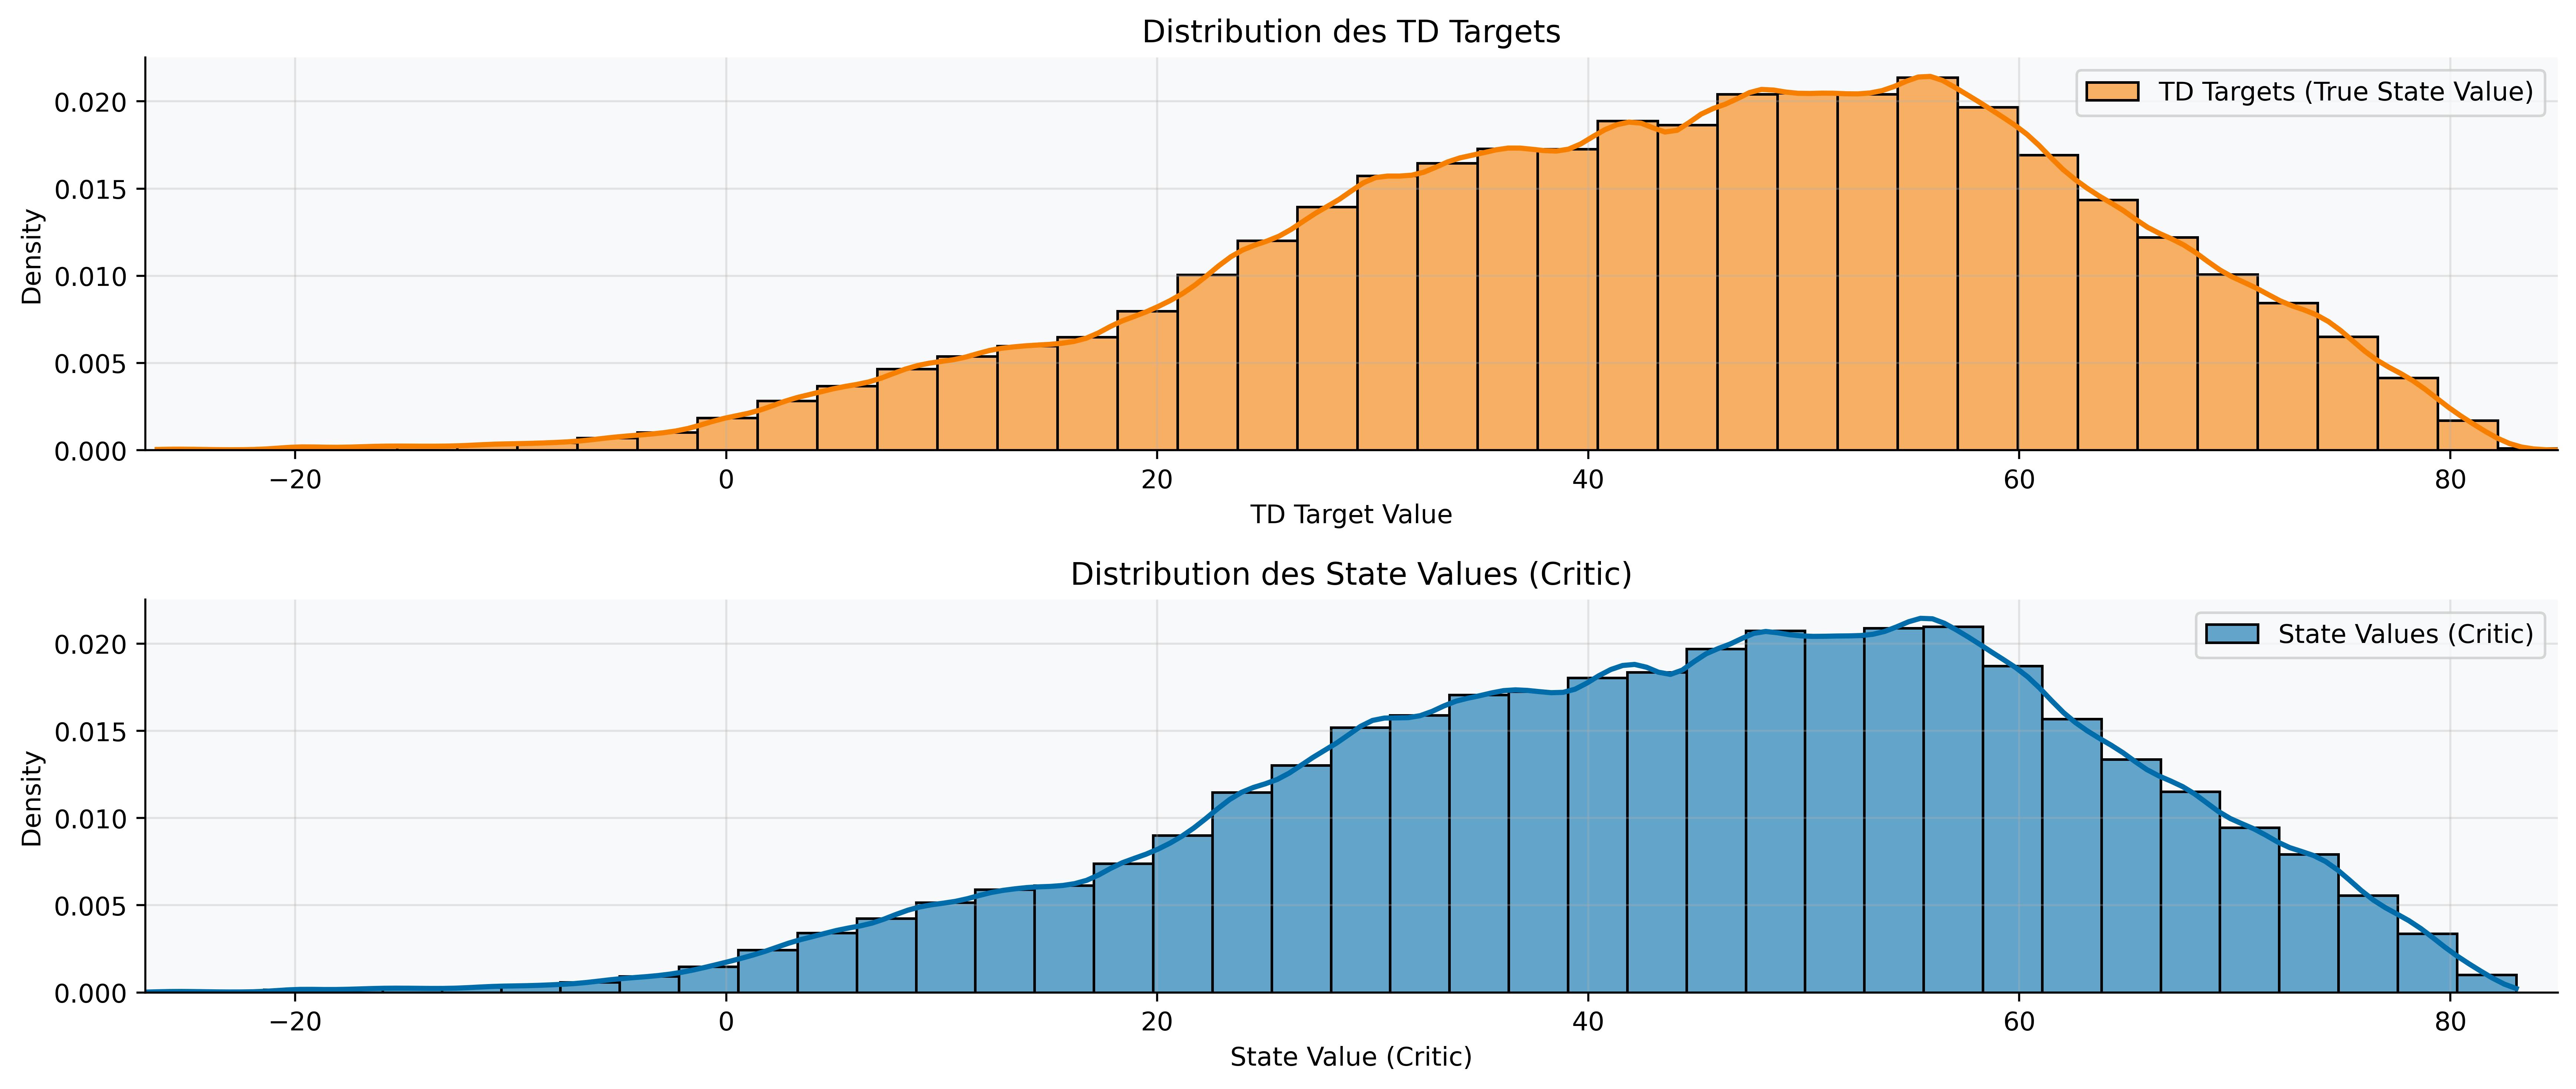 Distribution des TD Targets
TD Targets (True State Value)
Density
0.020
0.015
0.010
0.005
0.000
−20 0 20 40 60 80
TD Target Value
Distribution des State Values (Critic)
State Values (Critic)
Density
0.020
0.015
0.010
0.005
0.000
−20 0 20 40 60 80
State Value (Critic)